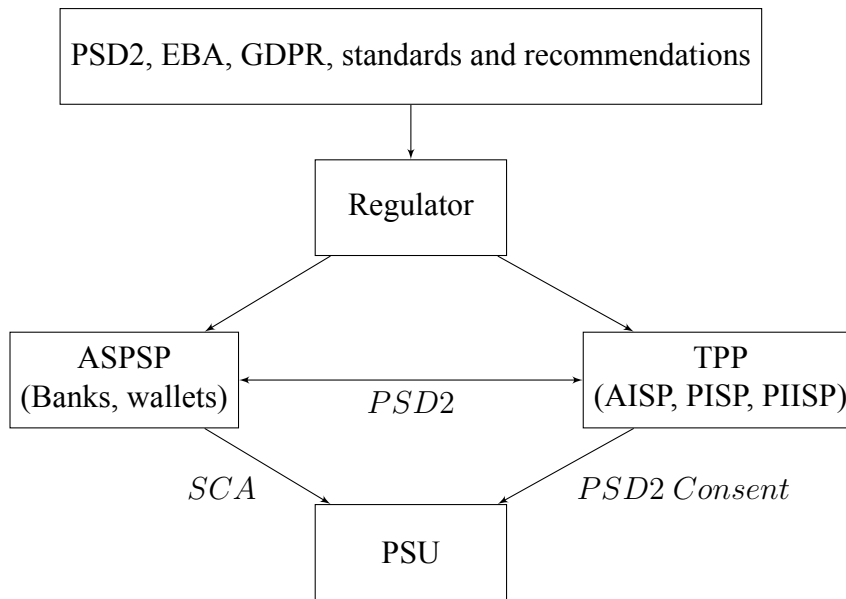 PSD2, EBA, GDPR, standards and recommendations
Regulator
ASPSP
(Banks, wallets)
PSD2
TPP
(AISP, PISP, PIISP)
SCA
PSD2 Consent
PSU